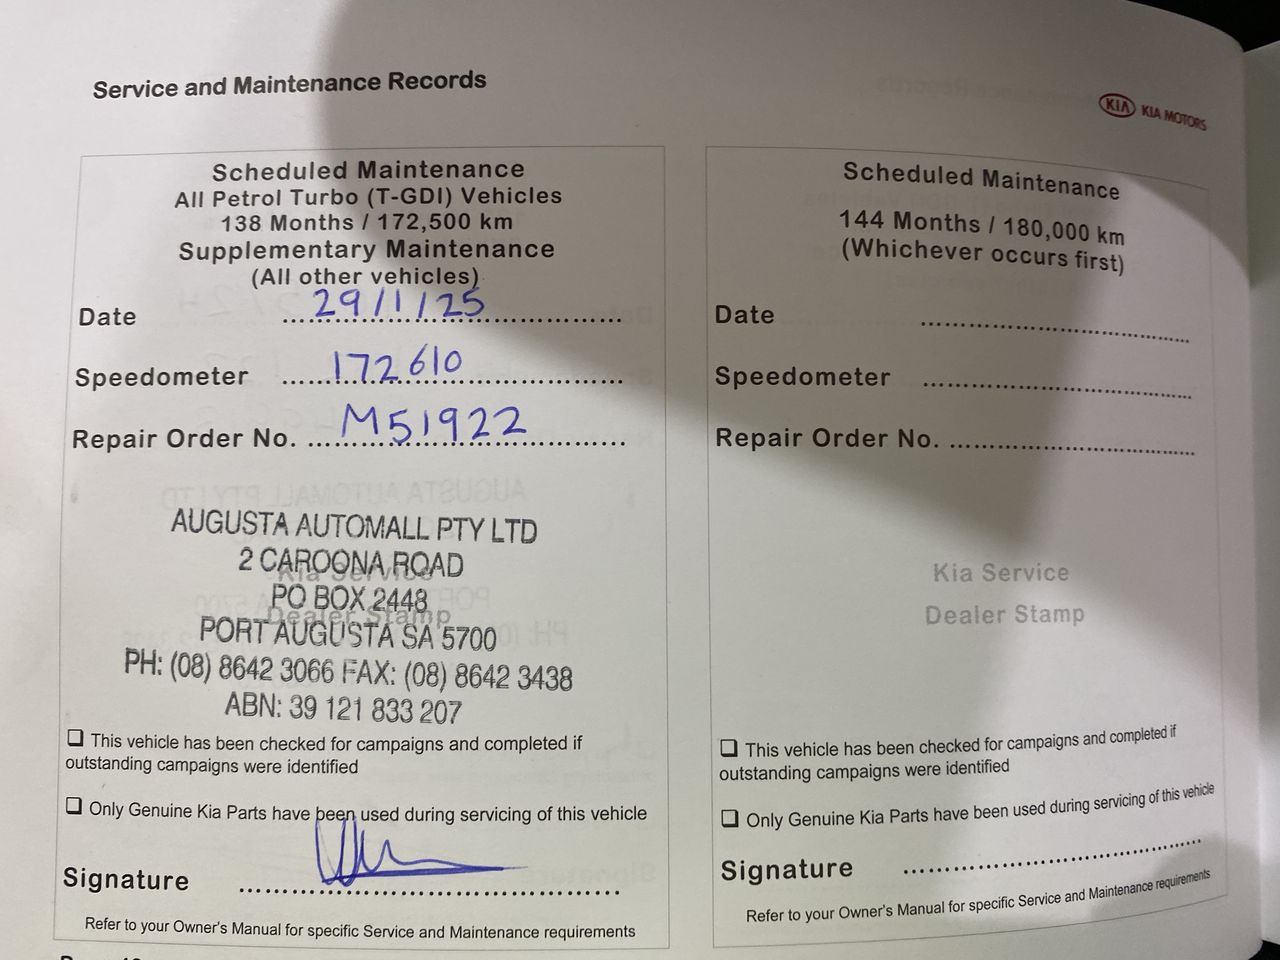 Service and Maintenance Records
KIA KIA MOTORS
Scheduled Maintenance
All Petrol Turbo (T-GDI) Vehicles
138 Months / 172,500 km
Supplementary Maintenance
(All other vehicles)
Date 29/1/25
Speedometer 172610
Repair Order No. M51922
AUGUSTA AUTOMALL PTY LTD
2 CAROONA ROAD
Kia Service
PO BOX 2448
Dealer Stamp
PORT AUGUSTA SA 5700
PH: (08) 8642 3066 FAX: (08) 8642 3438
ABN: 39 121 833 207
❑ This vehicle has been checked for campaigns and completed if
outstanding campaigns were identified
❑ Only Genuine Kia Parts have been used during servicing of this vehicle
Signature
Refer to your Owner's Manual for specific Service and Maintenance requirements
Scheduled Maintenance
144 Months / 180,000 km
(Whichever occurs first)
Date
Speedometer
Repair Order No.
Kia Service
Dealer Stamp
❑ This vehicle has been checked for campaigns and completed if
outstanding campaigns were identified
❑ Only Genuine Kia Parts have been used during servicing of this vehicle
Signature
Refer to your Owner's Manual for specific Service and Maintenance requirements